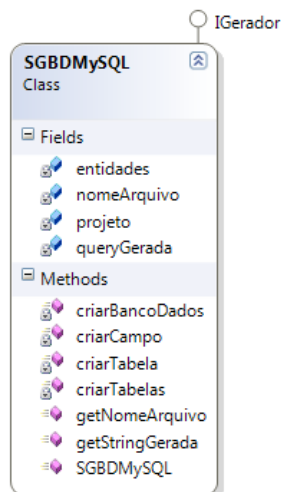 IGerador
SGBDMySQL
Class
Fields
entidades
nomeArquivo
projeto
queryGerada
Methods
criarBancoDados
criarCampo
criarTabela
criarTabelas
getNomeArquivo
getStringGerada
SGBDMySQL